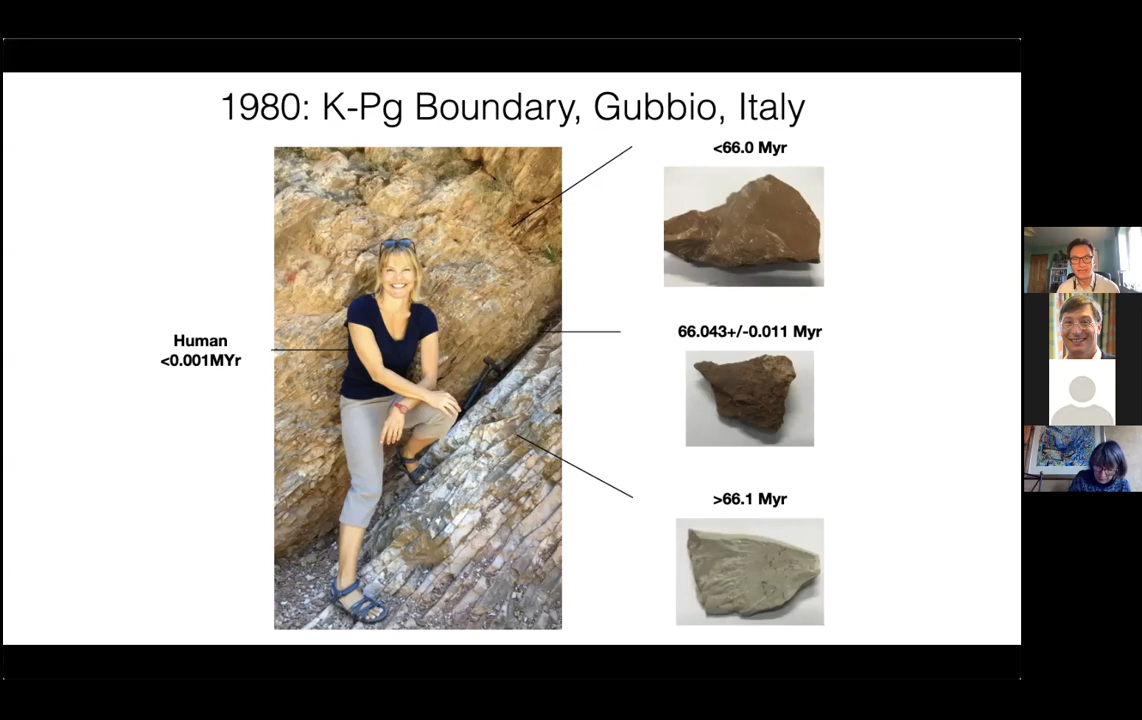 1980: K-Pg Boundary, Gubbio, Italy
<66.0 Myr
Human
<0.001MYr
66.043+/-0.011 Myr
>66.1 Myr